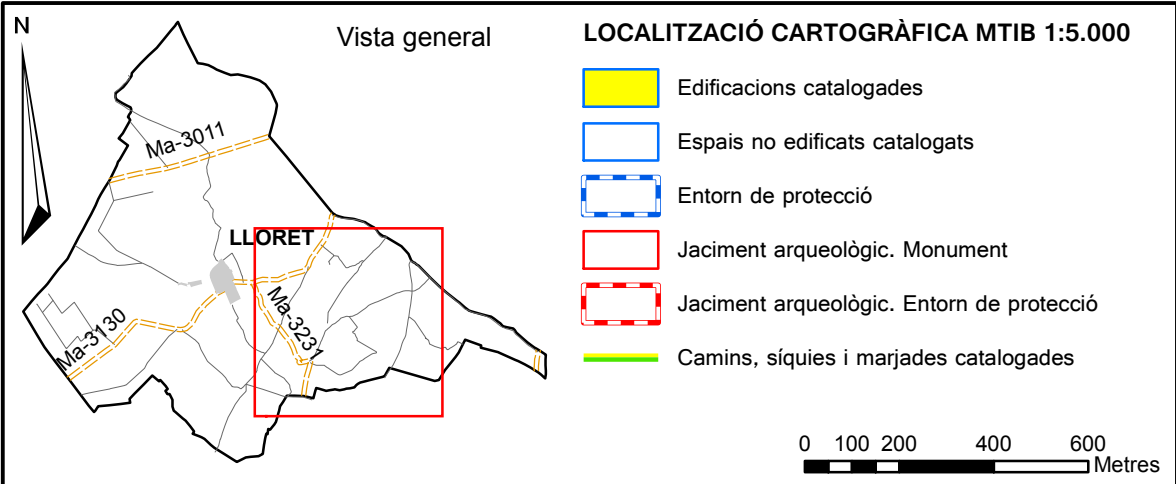 N
Vista general
Ma-3011
LLORET
Ma-3130
Ma-3231
LOCALITZACIÓ CARTOGRÀFICA MTIB 1:5.000
Edificacions catalogades
Espais no edificats catalogats
Entorn de protecció
Jaciment arqueològic. Monument
Jaciment arqueològic. Entorn de protecció
Camins, síquies i marjades catalogades
0 100 200 400 600
Metres